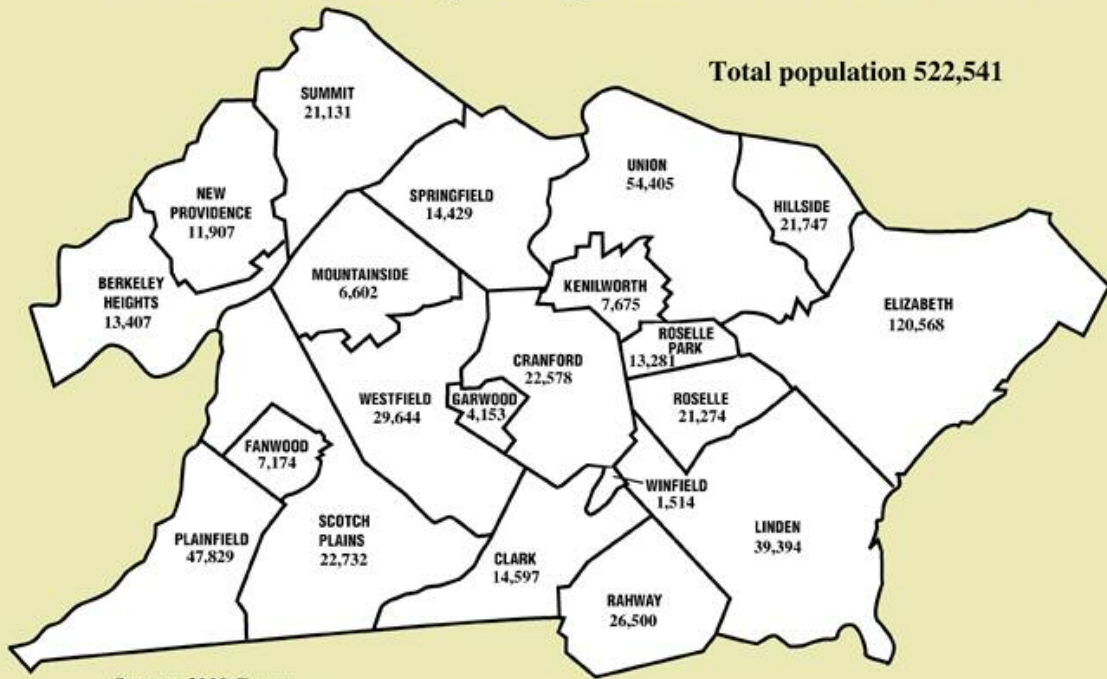 Total population 522,541
SUMMIT
21,131
UNION
54,405
NEW
PROVIDENCE
11,907
SPRINGFIELD
14,429
HILLSIDE
21,747
BERKELEY
HEIGHTS
13,407
MOUNTAINSIDE
6,602
KENILWORTH
7,675
ELIZABETH
120,568
ROSELLE
PARK
13,281
CRANFORD
22,578
WESTFIELD
29,644
GARWOOD
4,153
ROSELLE
21,274
FANWOOD
7,174
WINFIELD
1,514
PLAINFIELD
47,829
SCOTCH
PLAINS
22,732
LINDEN
39,394
CLARK
14,597
RAHWAY
26,500